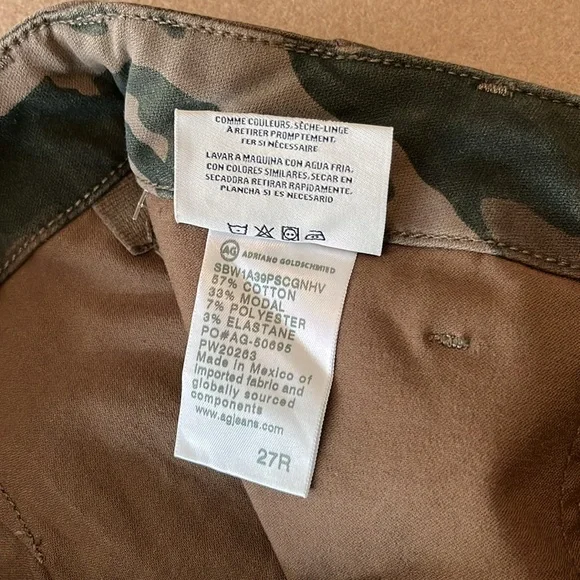 COMME COULEURS, SÈCHE-LINGE
À RETIRER PROMPTEMENT.
FER SI NÉCESSAIRE
LAVAR A MAQUINA CON AGUA FRIA,
CON COLORES SIMILARES, SECAR EN
SECADORA RETIRAR RAPIDAMENTE.
PLANCHA SI ES NECESARIO
AG ADRIANO GOLDSCHMIED
SBW1A39PSCGNHV
57% COTTON
33% MODAL
7% POLYESTER
3% ELASTANE
PO#AG-50695
PW20263
Made in Mexico of
imported fabric and
globally sourced
components
www.agjeans.com
27R